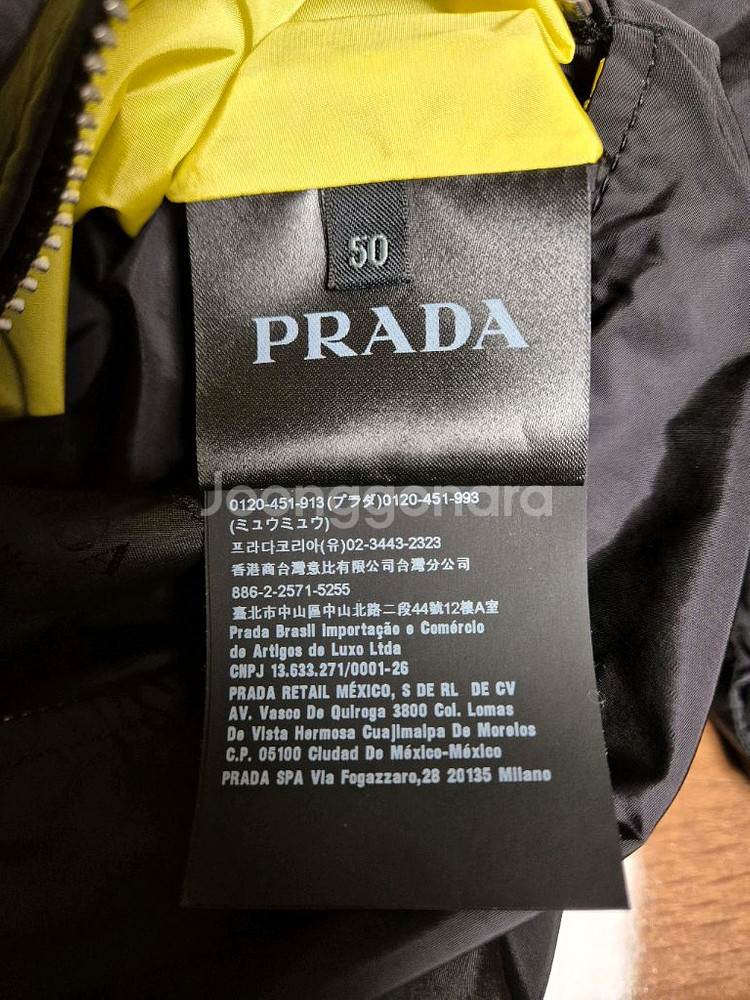 50
PRADA
Joonggonara
0120-451-913(プラダ)0120-451-993
(ミュウミュウ)
프라다코리아(유)02-3443-2323
香港商台灣意比有限公司台灣分公司
886-2-2571-5255
臺北市中山區中山北路二段44號12樓A室
Prada Brasil Importação e Comércio
de Artigos de Luxo Ltda
CNPJ 13.633.271/0001-26
PRADA RETAIL MÉXICO, S DE RL DE CV
AV. Vasco De Quiroga 3800 Col. Lomas
De Vista Hermosa Cuajimalpa De Morelos
C.P. 05100 Ciudad De México-México
PRADA SPA Via Fogazzaro,28 20135 Milano